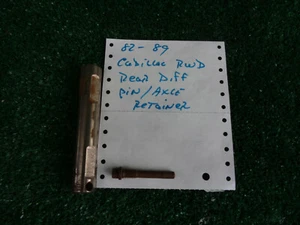 82-89
Cadillac RWD
Rear Diff
pin/Axle
Retainer